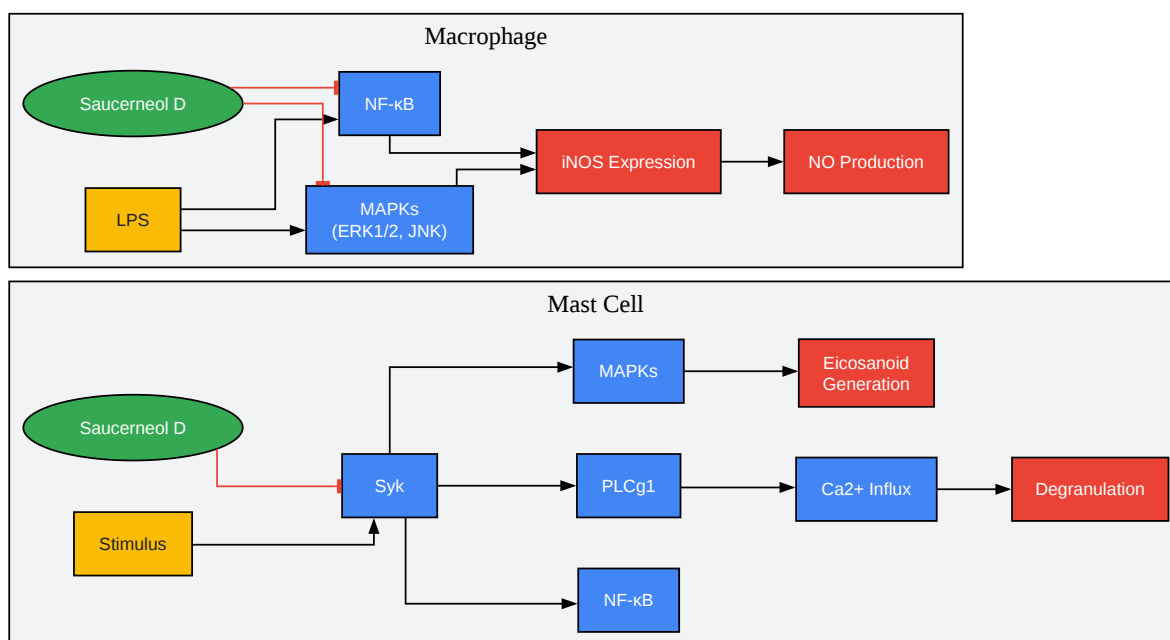 Macrophage
Saucerneol D
NF-κB
iNOS Expression
NO Production
LPS
MAPKs
(ERK1/2, JNK)
Mast Cell
MAPKs
Eicosanoid
Generation
Saucerneol D
Syk
PLCg1
Ca2+ Influx
Degranulation
Stimulus
NF-κB